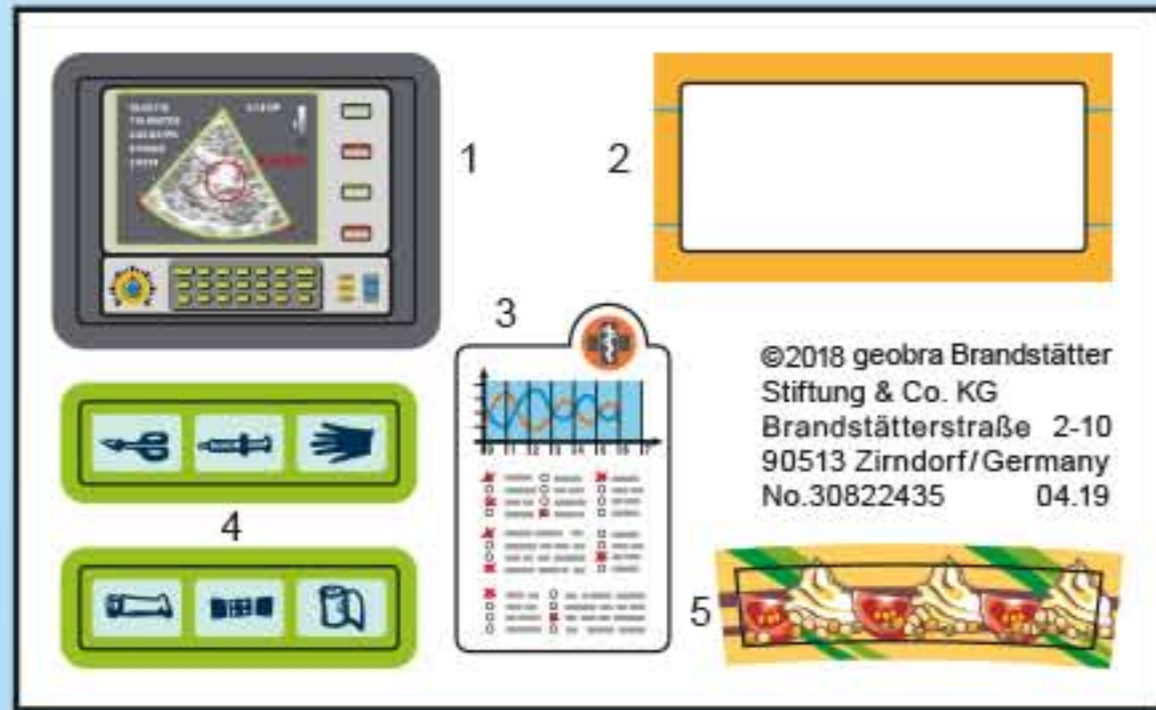 1
2
3
4
5
©2018 geobra Brandstätter
Stiftung & Co. KG
Brandstätterstraße 2-10
90513 Zirndorf/Germany
No.30822435 04.19